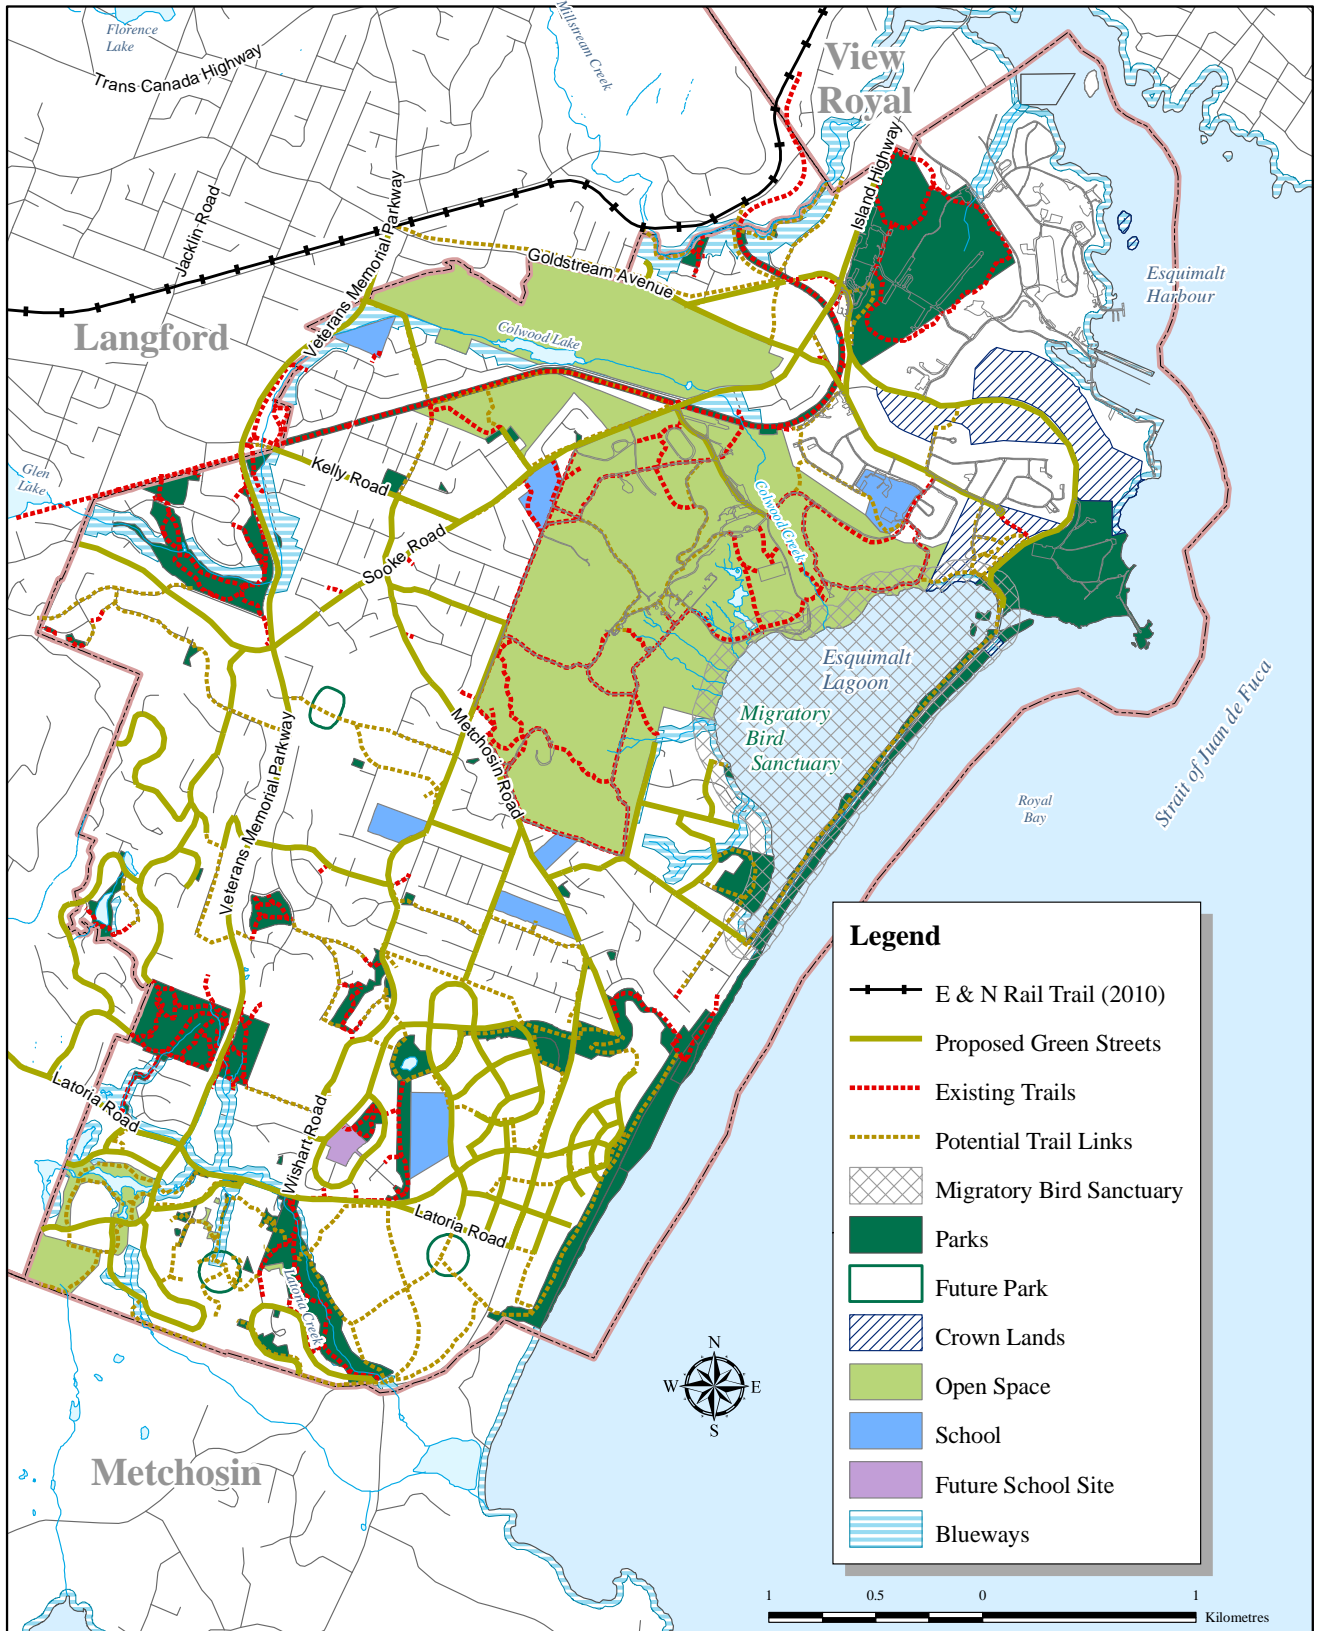 Florence
Lake
Trans Canada Highway
Millstream Creek
View
Royal
Island Highway
Jacklin Road
Veterans Memorial Parkway
Goldstream Avenue
Esquimalt
Harbour
Langford
Veterans Memorial Parkway
Colwood Lake
Glen
Lake
Kelly Road
Sooke Road
Colwood Creek
Esquimalt
Lagoon
Migratory
Bird
Sanctuary
Metchosin Road
Veterans Memorial Parkway
Strait of Juan de Fuca
Royal
Bay
Latoria Road
Wishart Road
Latoria Road
Latoria Creek
Metchosin
N
W
E
S
Legend
E & N Rail Trail (2010)
Proposed Green Streets
Existing Trails
Potential Trail Links
Migratory Bird Sanctuary
Parks
Future Park
Crown Lands
Open Space
School
Future School Site
Blueways
1 0.5 0 1
Kilometres